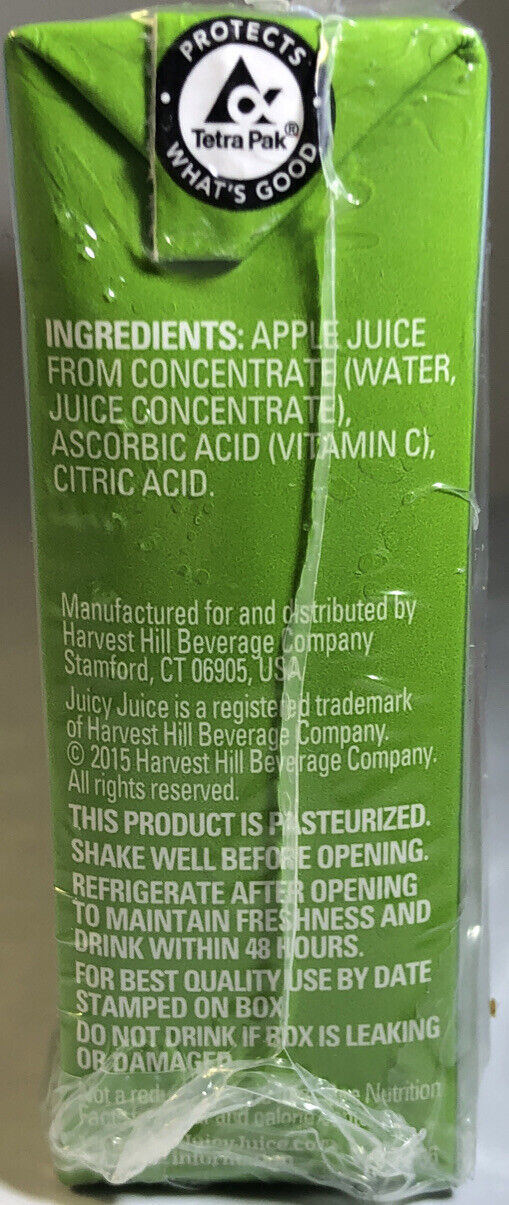 PROTECTS
Tetra Pak®
WHAT'S GOOD
INGREDIENTS: APPLE JUICE
FROM CONCENTRATE (WATER,
JUICE CONCENTRATE),
ASCORBIC ACID (VITAMIN C),
CITRIC ACID.
Manufactured for and distributed by
Harvest Hill Beverage Company
Stamford, CT 06905, USA
Juicy Juice is a registered trademark
of Harvest Hill Beverage Company.
© 2015 Harvest Hill Beverage Company.
All rights reserved.
THIS PRODUCT IS PASTEURIZED.
SHAKE WELL BEFORE OPENING.
REFRIGERATE AFTER OPENING
TO MAINTAIN FRESHNESS AND
DRINK WITHIN 48 HOURS.
FOR BEST QUALITY USE BY DATE
STAMPED ON BOX
DO NOT DRINK IF BOX IS LEAKING
OR DAMAGED
Not a Nutrition
and